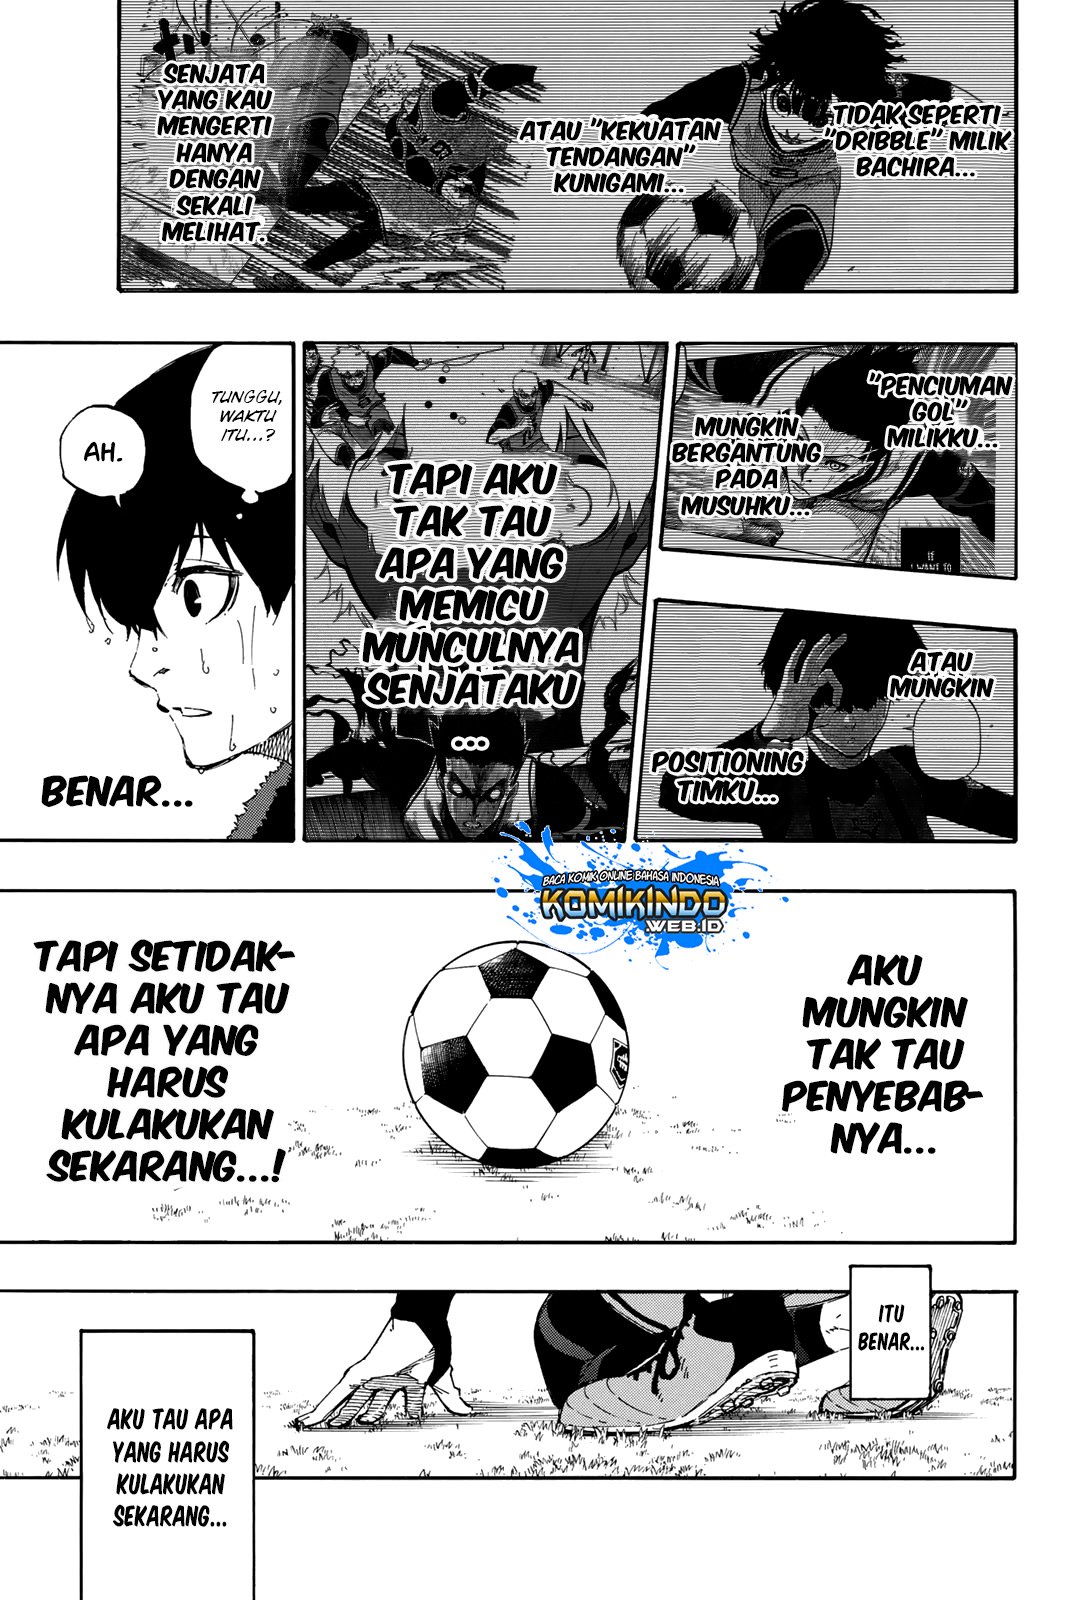 TIDAK SEPERTI
"DRIBBLE" MILIK
BACHIRA...
ATAU "KEKUATAN
TENDANGAN"
KUNIGAMI...
SENJATA
YANG KAU
MENGERTI
HANYA
DENGAN
SEKALI
MELIHAT.
"PENCIUMAN
GOL"
MILIKKU...
MUNGKIN
BERGANTUNG
PADA
MUSUHKU...
IF
I WANT TO
ATAU
MUNGKIN
POSITIONING
TIMKU...
TAPI AKU
TAK TAU
APA YANG
MEMICU
MUNCULNYA
SENJATAKU
...
TUNGGU,
WAKTU
ITU...?
AH.
BENAR...
BACA KOMIK ONLINE BAHASA INDONESIA
KOMIKINDO
WEB.ID
AKU
MUNGKIN
TAK TAU
PENYEBAB-
NYA...
TAPI SETIDAK-
NYA AKU TAU
APA YANG
HARUS
KULAKUKAN
SEKARANG...!
ITU
BENAR...
AKU TAU APA
YANG HARUS
KULAKUKAN
SEKARANG...